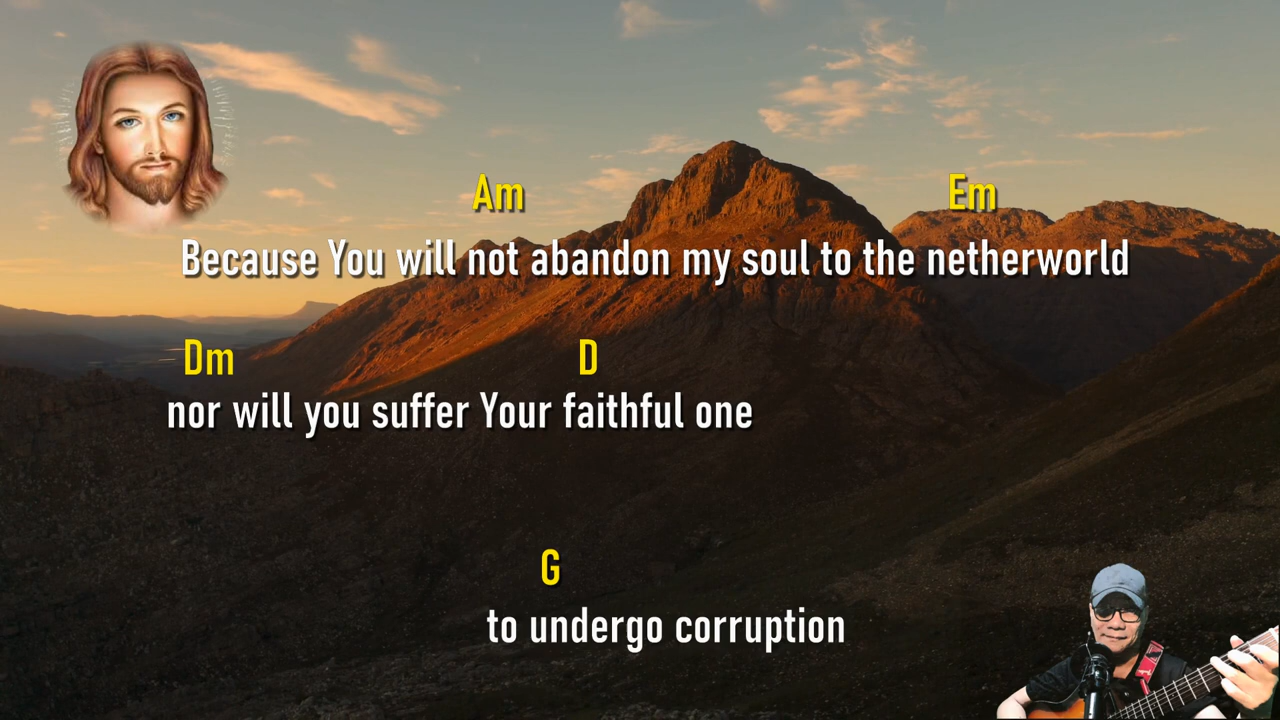 Am Em
Because You will not abandon my soul to the netherworld
Dm D
nor will you suffer Your faithful one
G
to undergo corruption